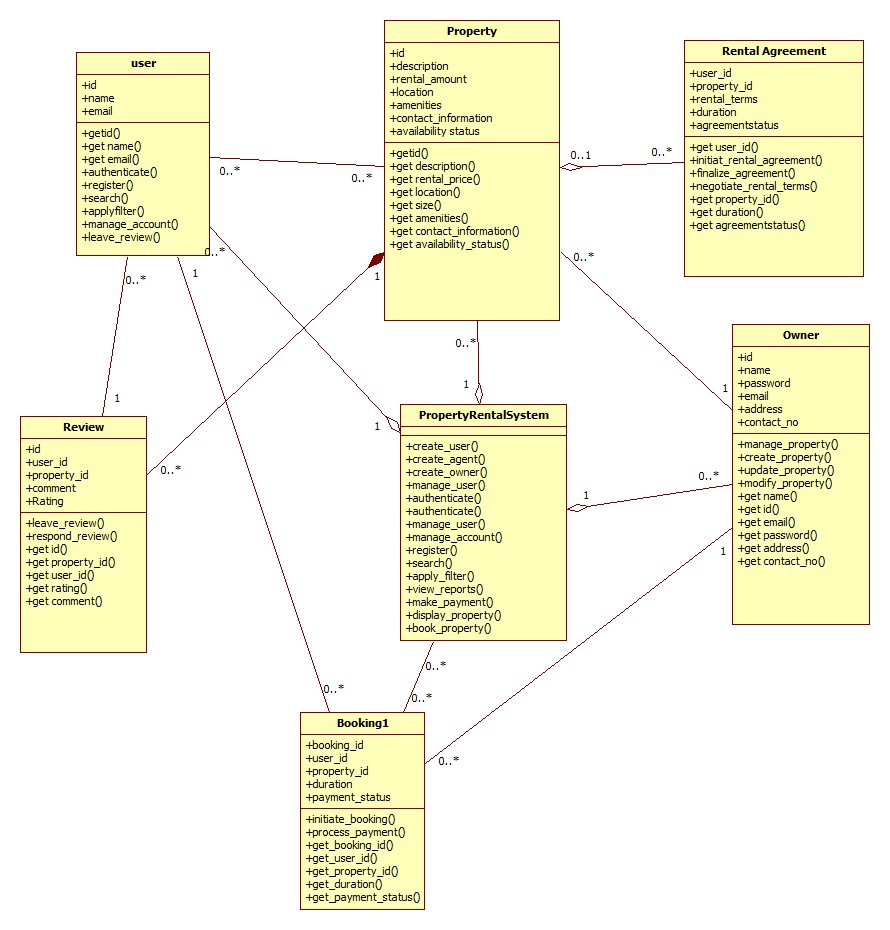 user
+id
+name
+email
+getid()
+get name()
+get email()
+authenticate()
+register()
+search()
+applyfilter()
+manage_account()
+leave_review()
Property
+id
+description
+rental_amount
+location
+amenities
+contact_information
+availability status
+getid()
+get description()
+get rental_price()
+get location()
+get size()
+get amenities()
+get contact_information()
+get availability_status()
Rental Agreement
+user_id
+property_id
+rental_terms
+duration
+agreementstatus
+get user_id()
+initiat_rental_agreement()
+finalize_agreement()
+negotiate_rental_terms()
+get property_id()
+get duration()
+get agreementstatus()
0..*
0..*
0..1
0..*
0..*
0..*
1
0..*
1
0..*
1
0..*
1
1
0..*
1
Review
+id
+user_id
+property_id
+comment
+Rating
+leave_review()
+respond_review()
+get id()
+get property_id()
+get user_id()
+get rating()
+get comment()
0..*
PropertyRentalSystem
+create_user()
+create_agent()
+create_owner()
+manage_user()
+authenticate()
+authenticate()
+manage_user()
+manage_account()
+register()
+search()
+apply_filter()
+view_reports()
+make_payment()
+display_property()
+book_property()
1
0..*
Owner
+id
+name
+password
+email
+address
+contact_no
+manage_property()
+create_property()
+update_property()
+modify_property()
+get name()
+get id()
+get email()
+get password()
+get address()
+get contact_no()
1
0..*
0..*
0..*
0..*
Booking1
+booking_id
+user_id
+property_id
+duration
+payment_status
+initiate_booking()
+process_payment()
+get_booking_id()
+get_user_id()
+get_property_id()
+get_duration()
+get_payment_status()